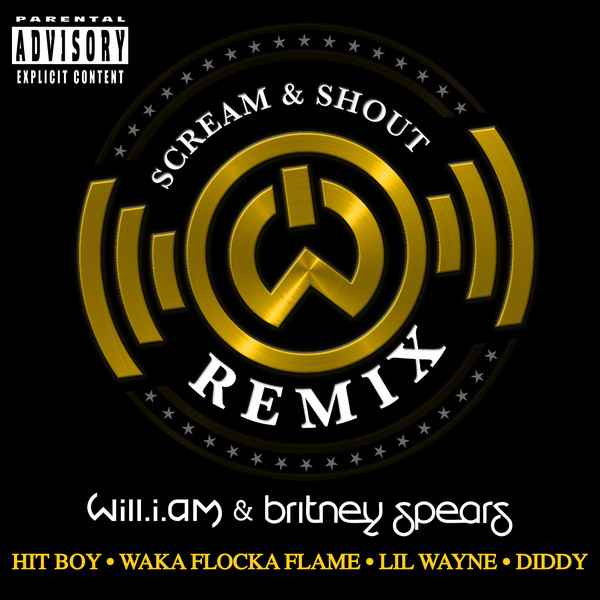 PARENTAL
ADVISORY
EXPLICIT CONTENT
SCREAM & SHOUT
REMIX
will.i.am & britney spears
HIT BOY • WAKA FLOCKA FLAME • LIL WAYNE • DIDDY